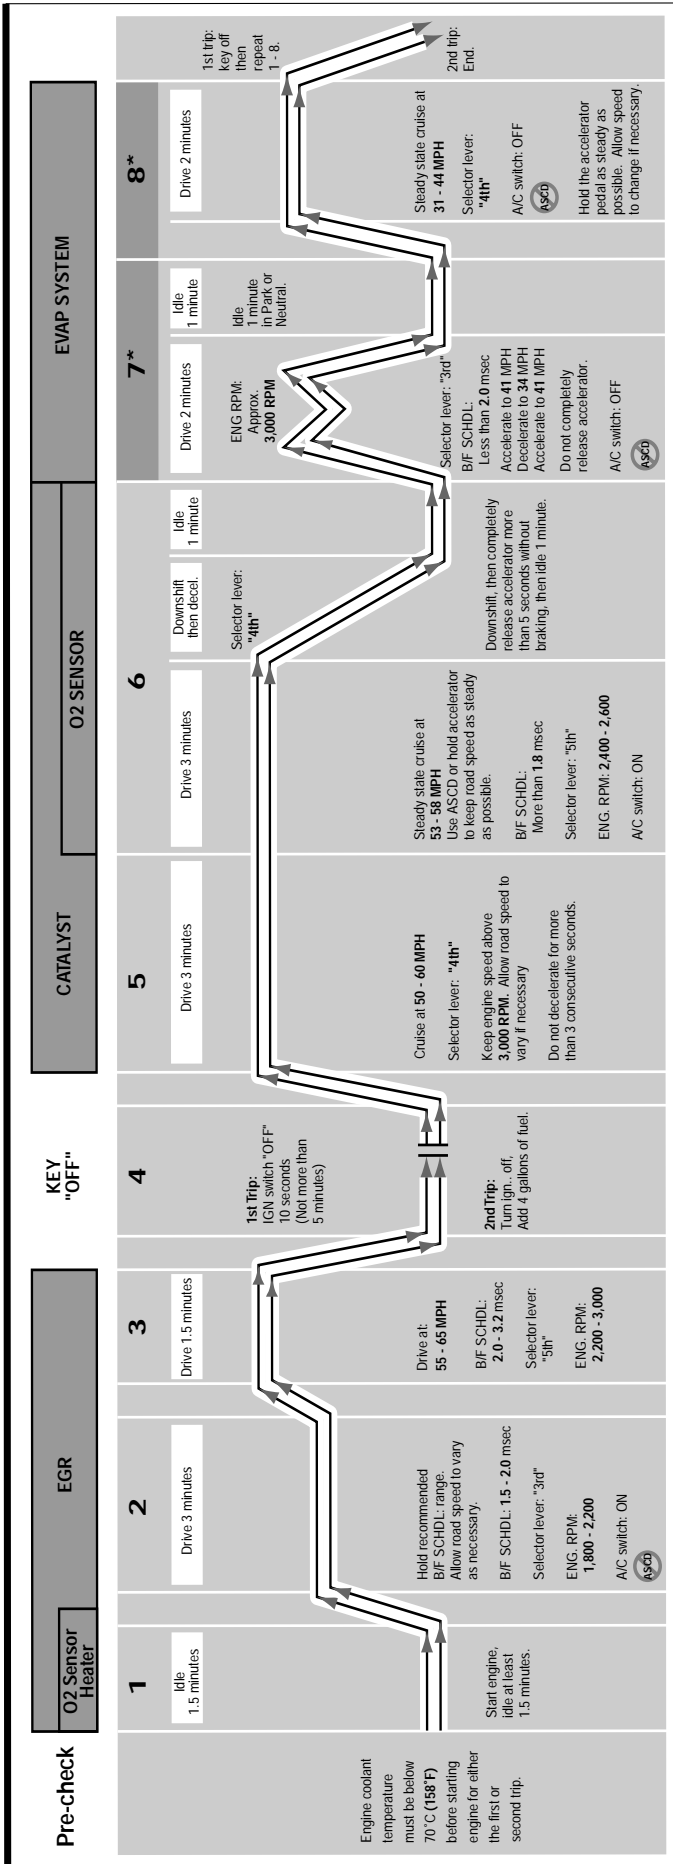 Pre-check
O2 Sensor
Heater
EGR
KEY
"OFF"
CATALYST
O2 SENSOR
EVAP SYSTEM
Engine coolant
temperature
must be below
70˚C (158˚F)
before starting
engine for either
the first or
second trip.
1
Idle
1.5 minutes
Start engine,
idle at least
1.5 minutes.
2
Drive 3 minutes
Hold recommended
B/F SCHDL: range.
Allow road speed to vary
as necessary.
B/F SCHDL: 1.5 - 2.0 msec
Selector lever: "3rd"
ENG. RPM:
1,800 - 2,200
A/C switch: ON
ASCD
3
Drive 1.5 minutes
Drive at:
55 - 65 MPH
B/F SCHDL:
2.0 - 3.2 msec
Selector lever:
"5th"
ENG. RPM:
2,200 - 3,000
4
1st Trip:
IGN switch "OFF"
10 seconds
(Not more than
5 minutes)
2nd Trip:
Turn ign.. off,
Add 4 gallons of fuel.
5
Drive 3 minutes
Cruise at 50 - 60 MPH
Selector lever: "4th"
Keep engine speed above
3,000 RPM. Allow road speed to
vary if necessary
Do not decelerate for more
than 3 consecutive seconds.
6
Drive 3 minutes
Steady state cruise at
53 - 58 MPH
Use ASCD or hold accelerator
to keep road speed as steady
as possible.
B/F SCHDL:
More than 1.8 msec
Selector lever: "5th"
ENG. RPM: 2,400 - 2,600
A/C switch: ON
Downshift
then decel.
Selector lever:
"4th"
Idle
1 minute
Downshift, then completely
release accelerator more
than 5 seconds without
braking, then idle 1 minute.
7*
Drive 2 minutes
ENG RPM:
Approx.
3,000 RPM
Selector lever: "3rd"
B/F SCHDL:
Less than 2.0 msec
Accelerate to 41 MPH
Decelerate to 34 MPH
Accelerate to 41 MPH
Do not completely
release accelerator.
A/C switch: OFF
ASCD
Idle
1 minute
Idle
1 minute
in Park or
Neutral.
8*
Drive 2 minutes
Steady state cruise at
31 - 44 MPH
Selector lever:
"4th"
A/C switch: OFF
ASCD
Hold the accelerator
pedal as steady as
possible. Allow speed
to change if necessary.
1st trip:
key off
then
repeat
1 - 8.
2nd trip:
End.